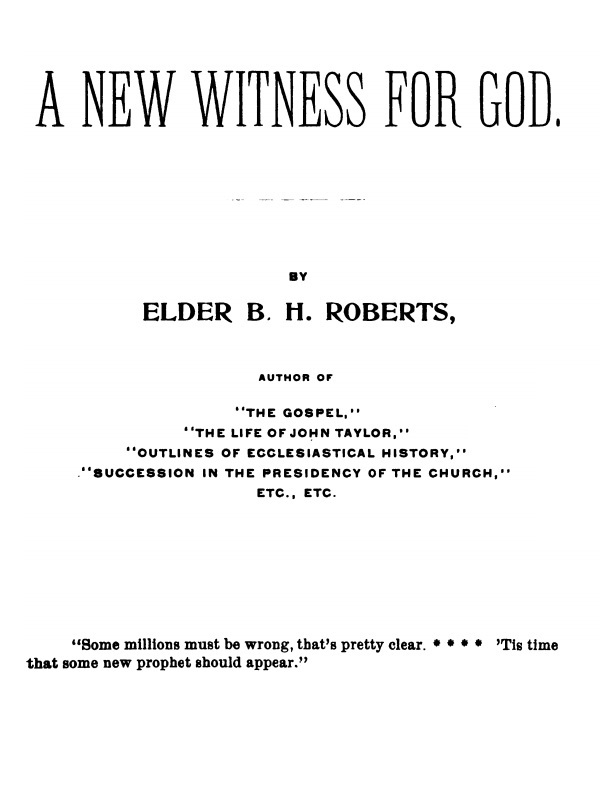 A NEW WITNESS FOR GOD.
BY
ELDER B. H. ROBERTS,
AUTHOR OF
"THE GOSPEL,"
"THE LIFE OF JOHN TAYLOR,"
"OUTLINES OF ECCLESIASTICAL HISTORY,"
"SUCCESSION IN THE PRESIDENCY OF THE CHURCH,"
ETC., ETC.
"Some millions must be wrong, that's pretty clear. * * * * 'Tis time
that some new prophet should appear."